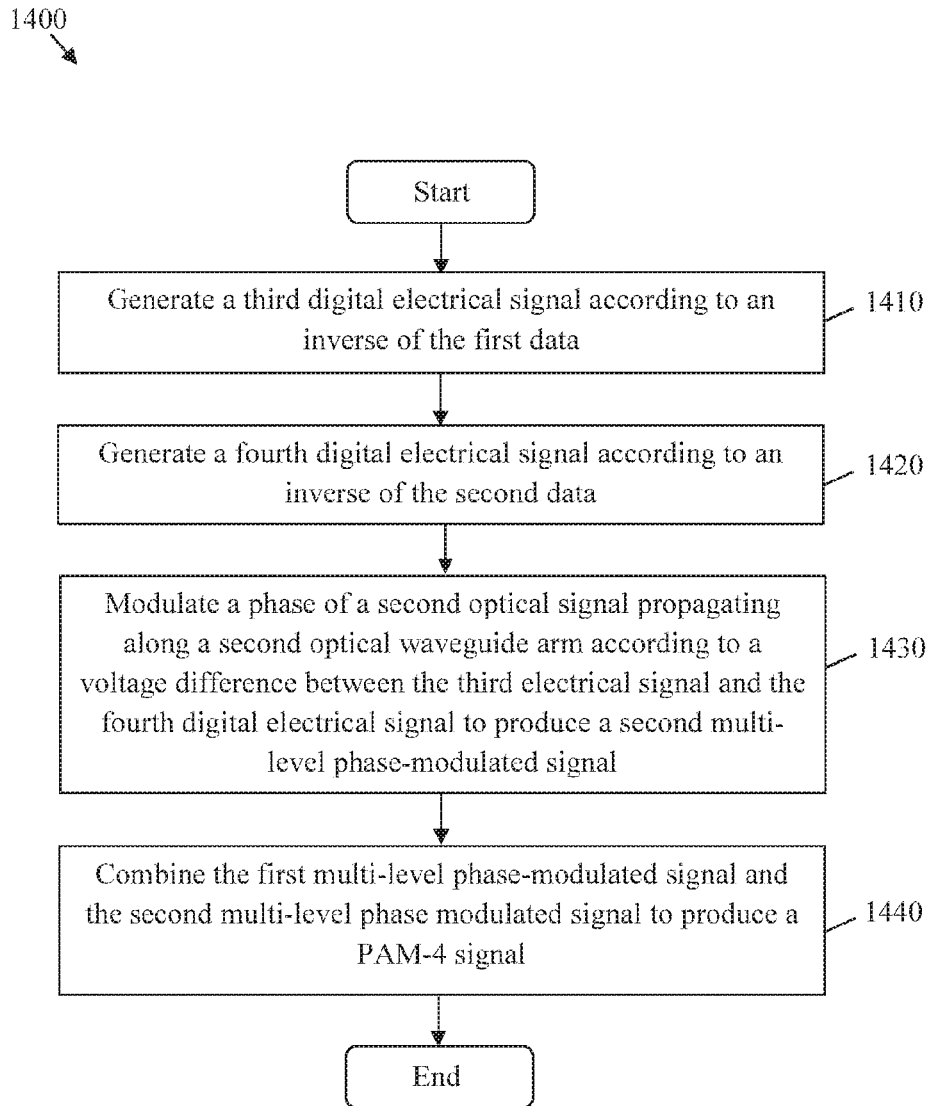 1400
Start
Generate a third digital electrical signal according to an
inverse of the first data
1410
Generate a fourth digital electrical signal according to an
inverse of the second data
1420
Modulate a phase of a second optical signal propagating
along a second optical waveguide arm according to a
voltage difference between the third electrical signal and the
fourth digital electrical signal to produce a second multi-
level phase-modulated signal
1430
Combine the first multi-level phase-modulated signal and
the second multi-level phase modulated signal to produce a
PAM-4 signal
1440
End